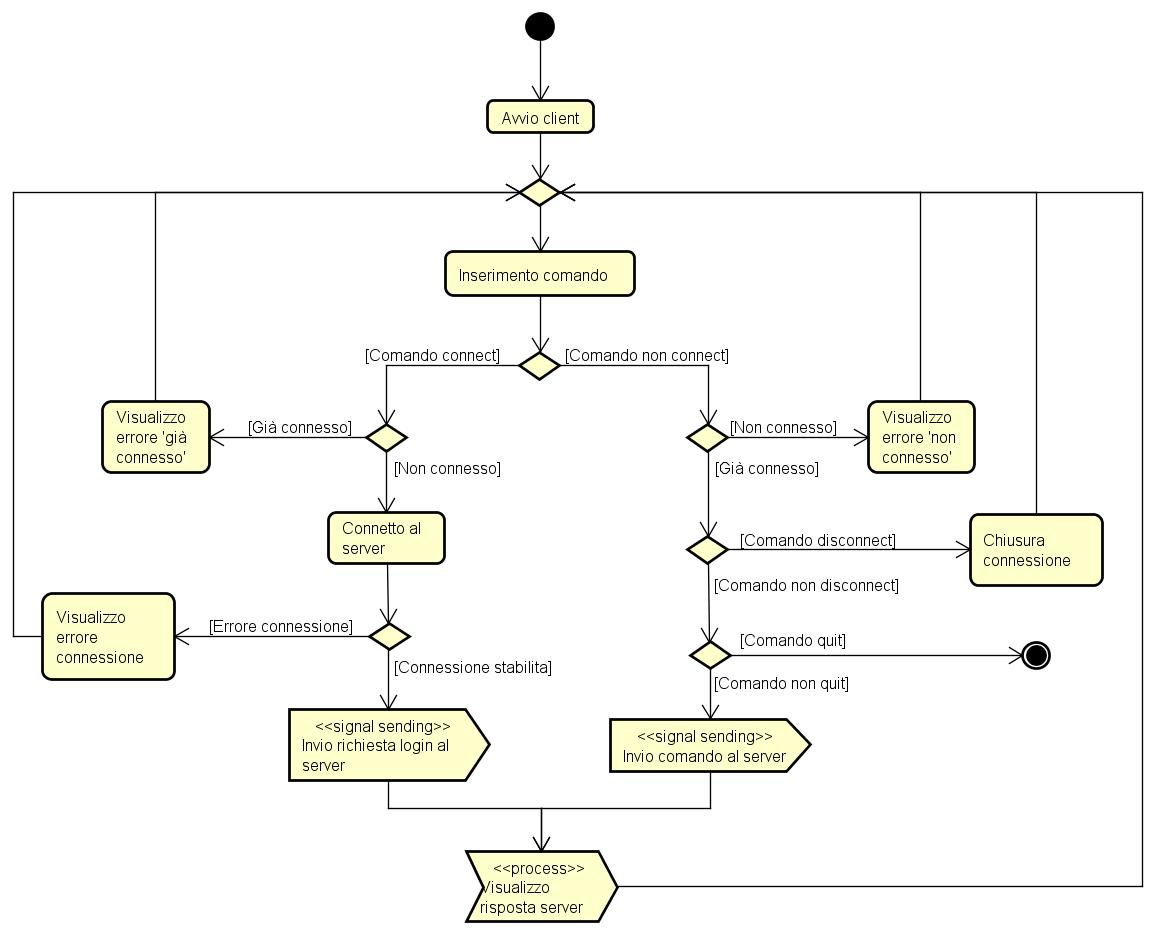 Avvio client
Inserimento comando
[Comando connect]
[Comando non connect]
Visualizzo
errore 'già
connesso'
[Già connesso]
[Non connesso]
Visualizzo
errore 'non
connesso'
[Non connesso]
[Già connesso]
Connetto al
server
[Comando disconnect]
Chiusura
connessione
[Comando non disconnect]
Visualizzo
errore
connessione
[Errore connessione]
[Comando quit]
[Connessione stabilita]
[Comando non quit]
<<signal sending>>
Invio richiesta login al
server
<<signal sending>>
Invio comando al server
<<process>>
Visualizzo
risposta server